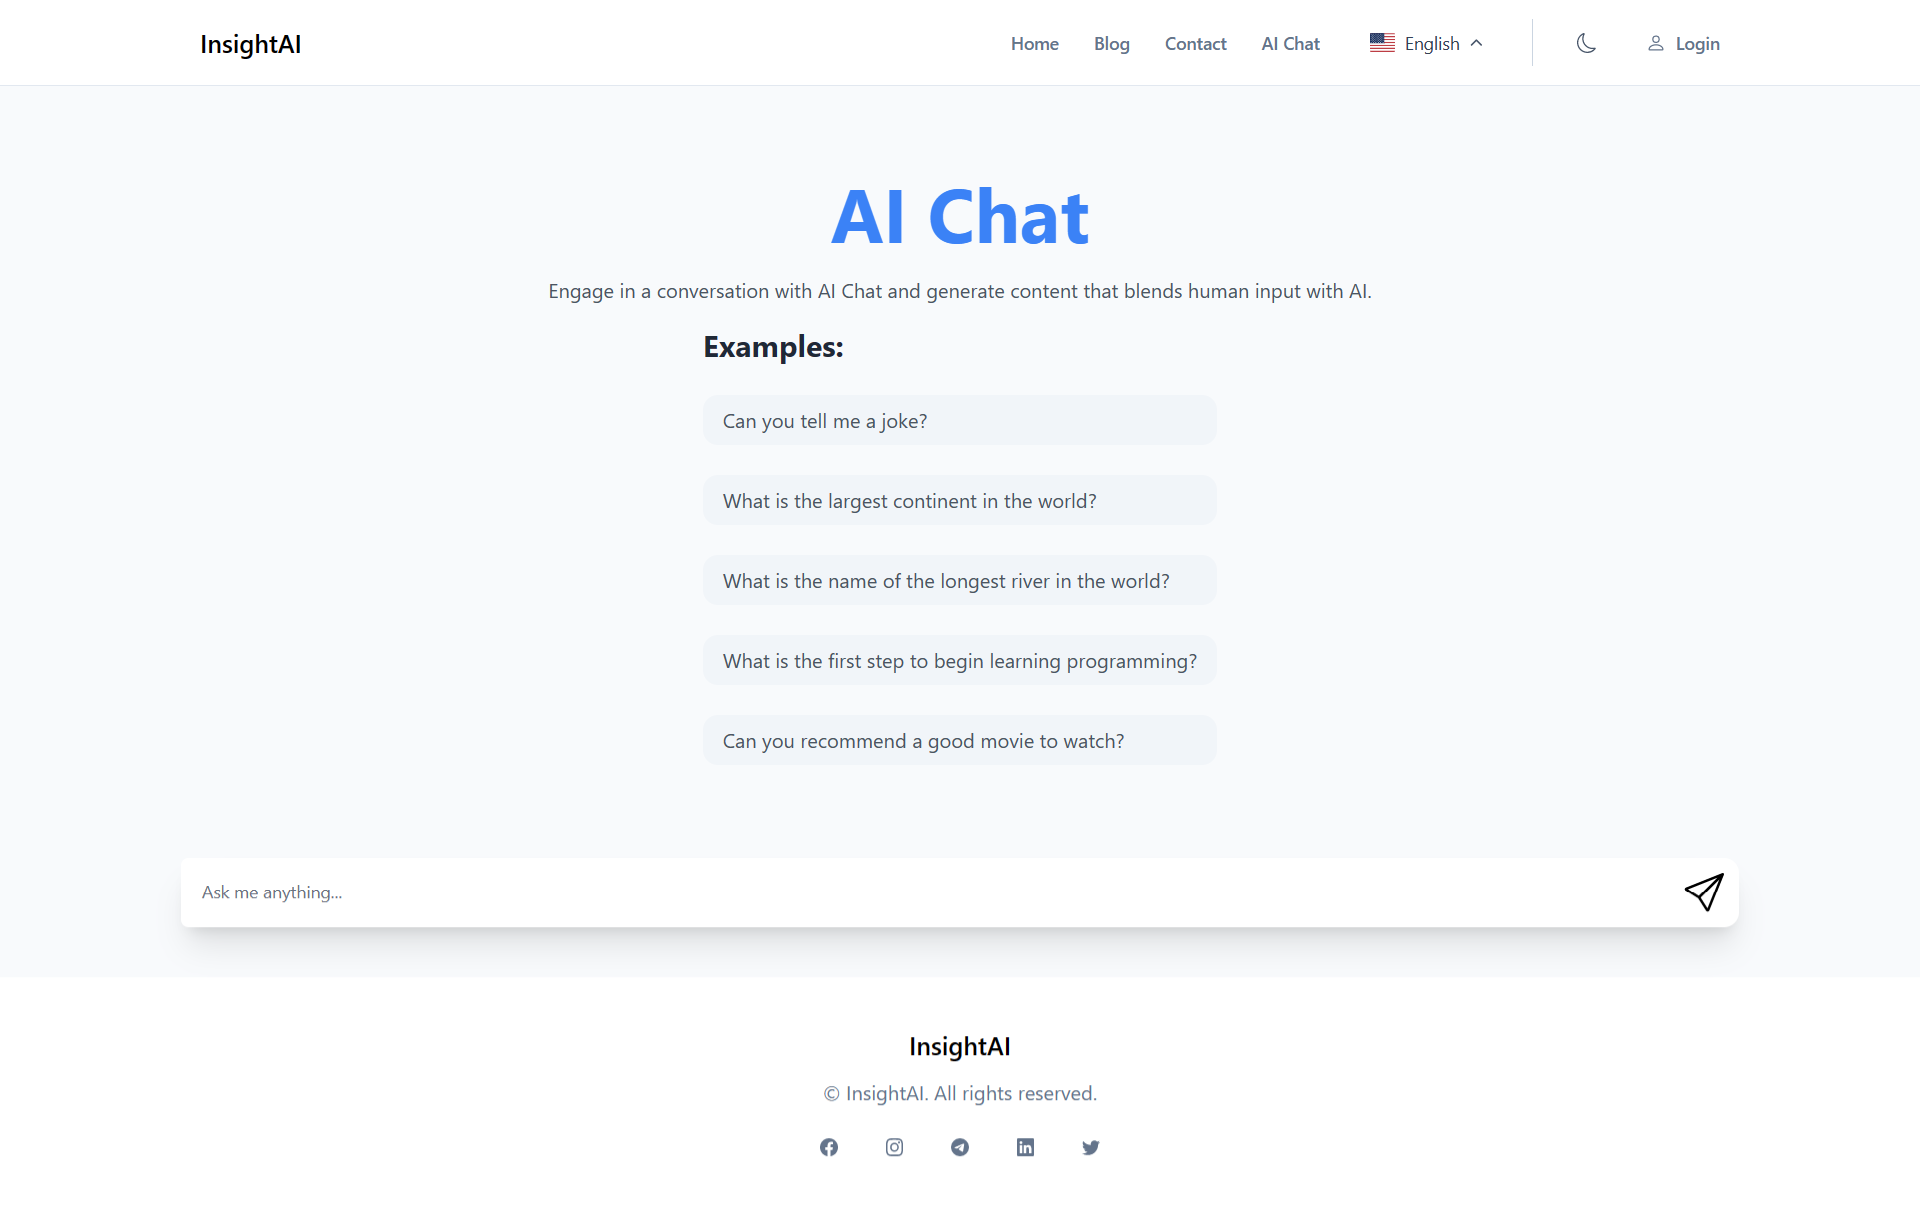 InsightAI
Home
Blog
Contact
AI Chat
English
Login
AI Chat
Engage in a conversation with AI Chat and generate content that blends human input with AI.
Examples:
Can you tell me a joke?
What is the largest continent in the world?
What is the name of the longest river in the world?
What is the first step to begin learning programming?
Can you recommend a good movie to watch?
Ask me anything...
InsightAI
© InsightAI. All rights reserved.